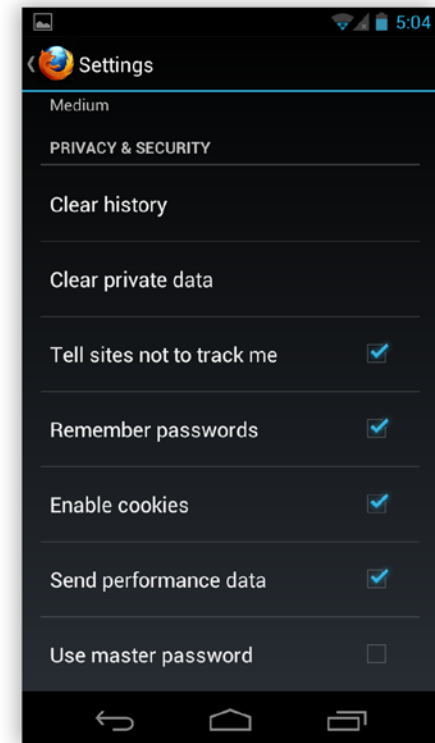 5:04
Settings
Medium
PRIVACY & SECURITY
Clear history
Clear private data
Tell sites not to track me
Remember passwords
Enable cookies
Send performance data
Use master password